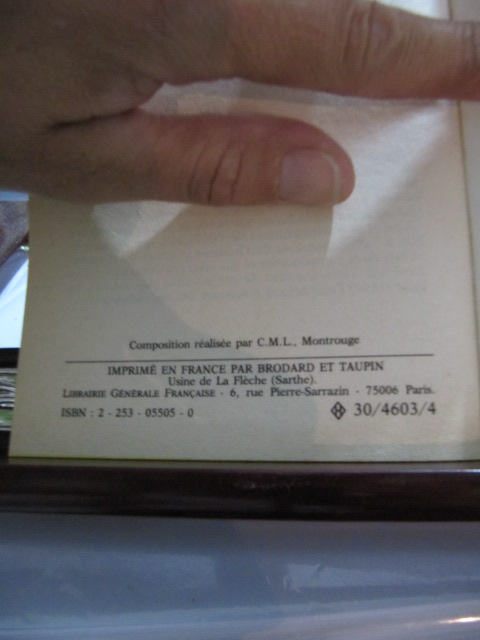 Composition réalisée par C.M.L., Montrouge
IMPRIMÉ EN FRANCE PAR BRODARD ET TAUPIN
Usine de La Flèche (Sarthe).
LIBRAIRIE GÉNÉRALE FRANÇAISE - 6, rue Pierre-Sarrazin - 75006 Paris.
ISBN : 2 - 253 - 05505 - 0 30/4603/4